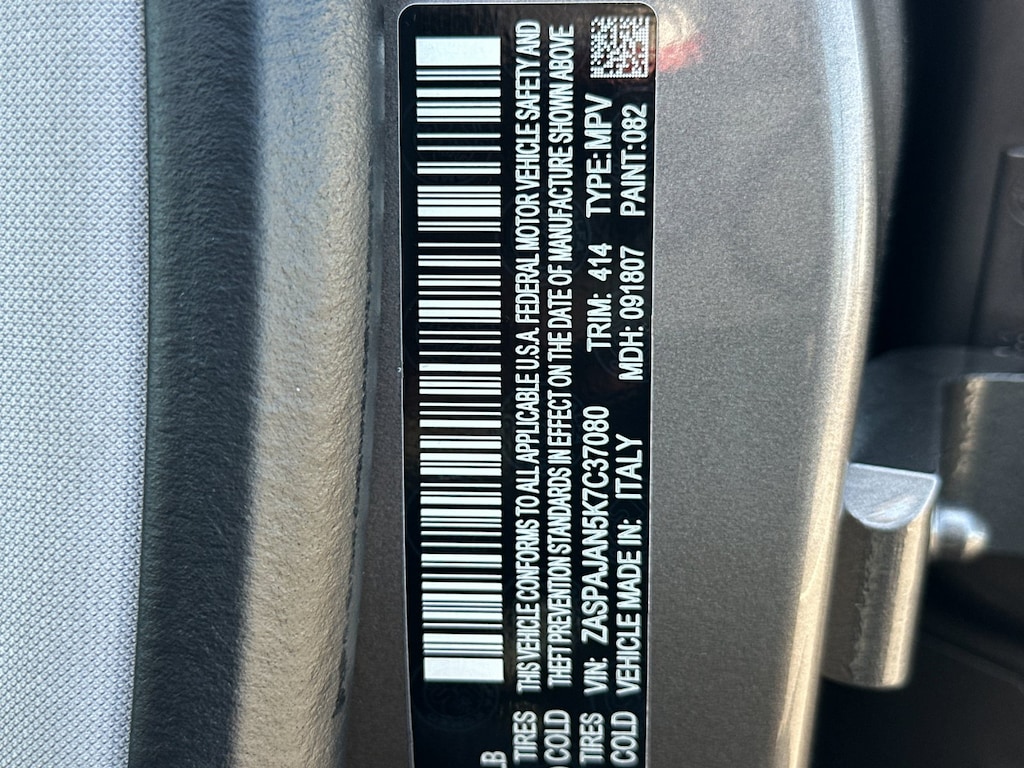 LB
TIRES THIS VEHICLE CONFORMS TO ALL APPLICABLE U.S.A. FEDERAL MOTOR VEHICLE SAFETY AND
COLD THEFT PREVENTION STANDARDS IN EFFECT ON THE DATE OF MANUFACTURE SHOWN ABOVE
TIRES VIN: ZASPAJAN5K7C37080 TRIM: 414 TYPE:MPV
COLD VEHICLE MADE IN: ITALY MDH: 091807 PAINT:082